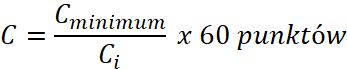 C = C_minimum / C_i x 60 punktów